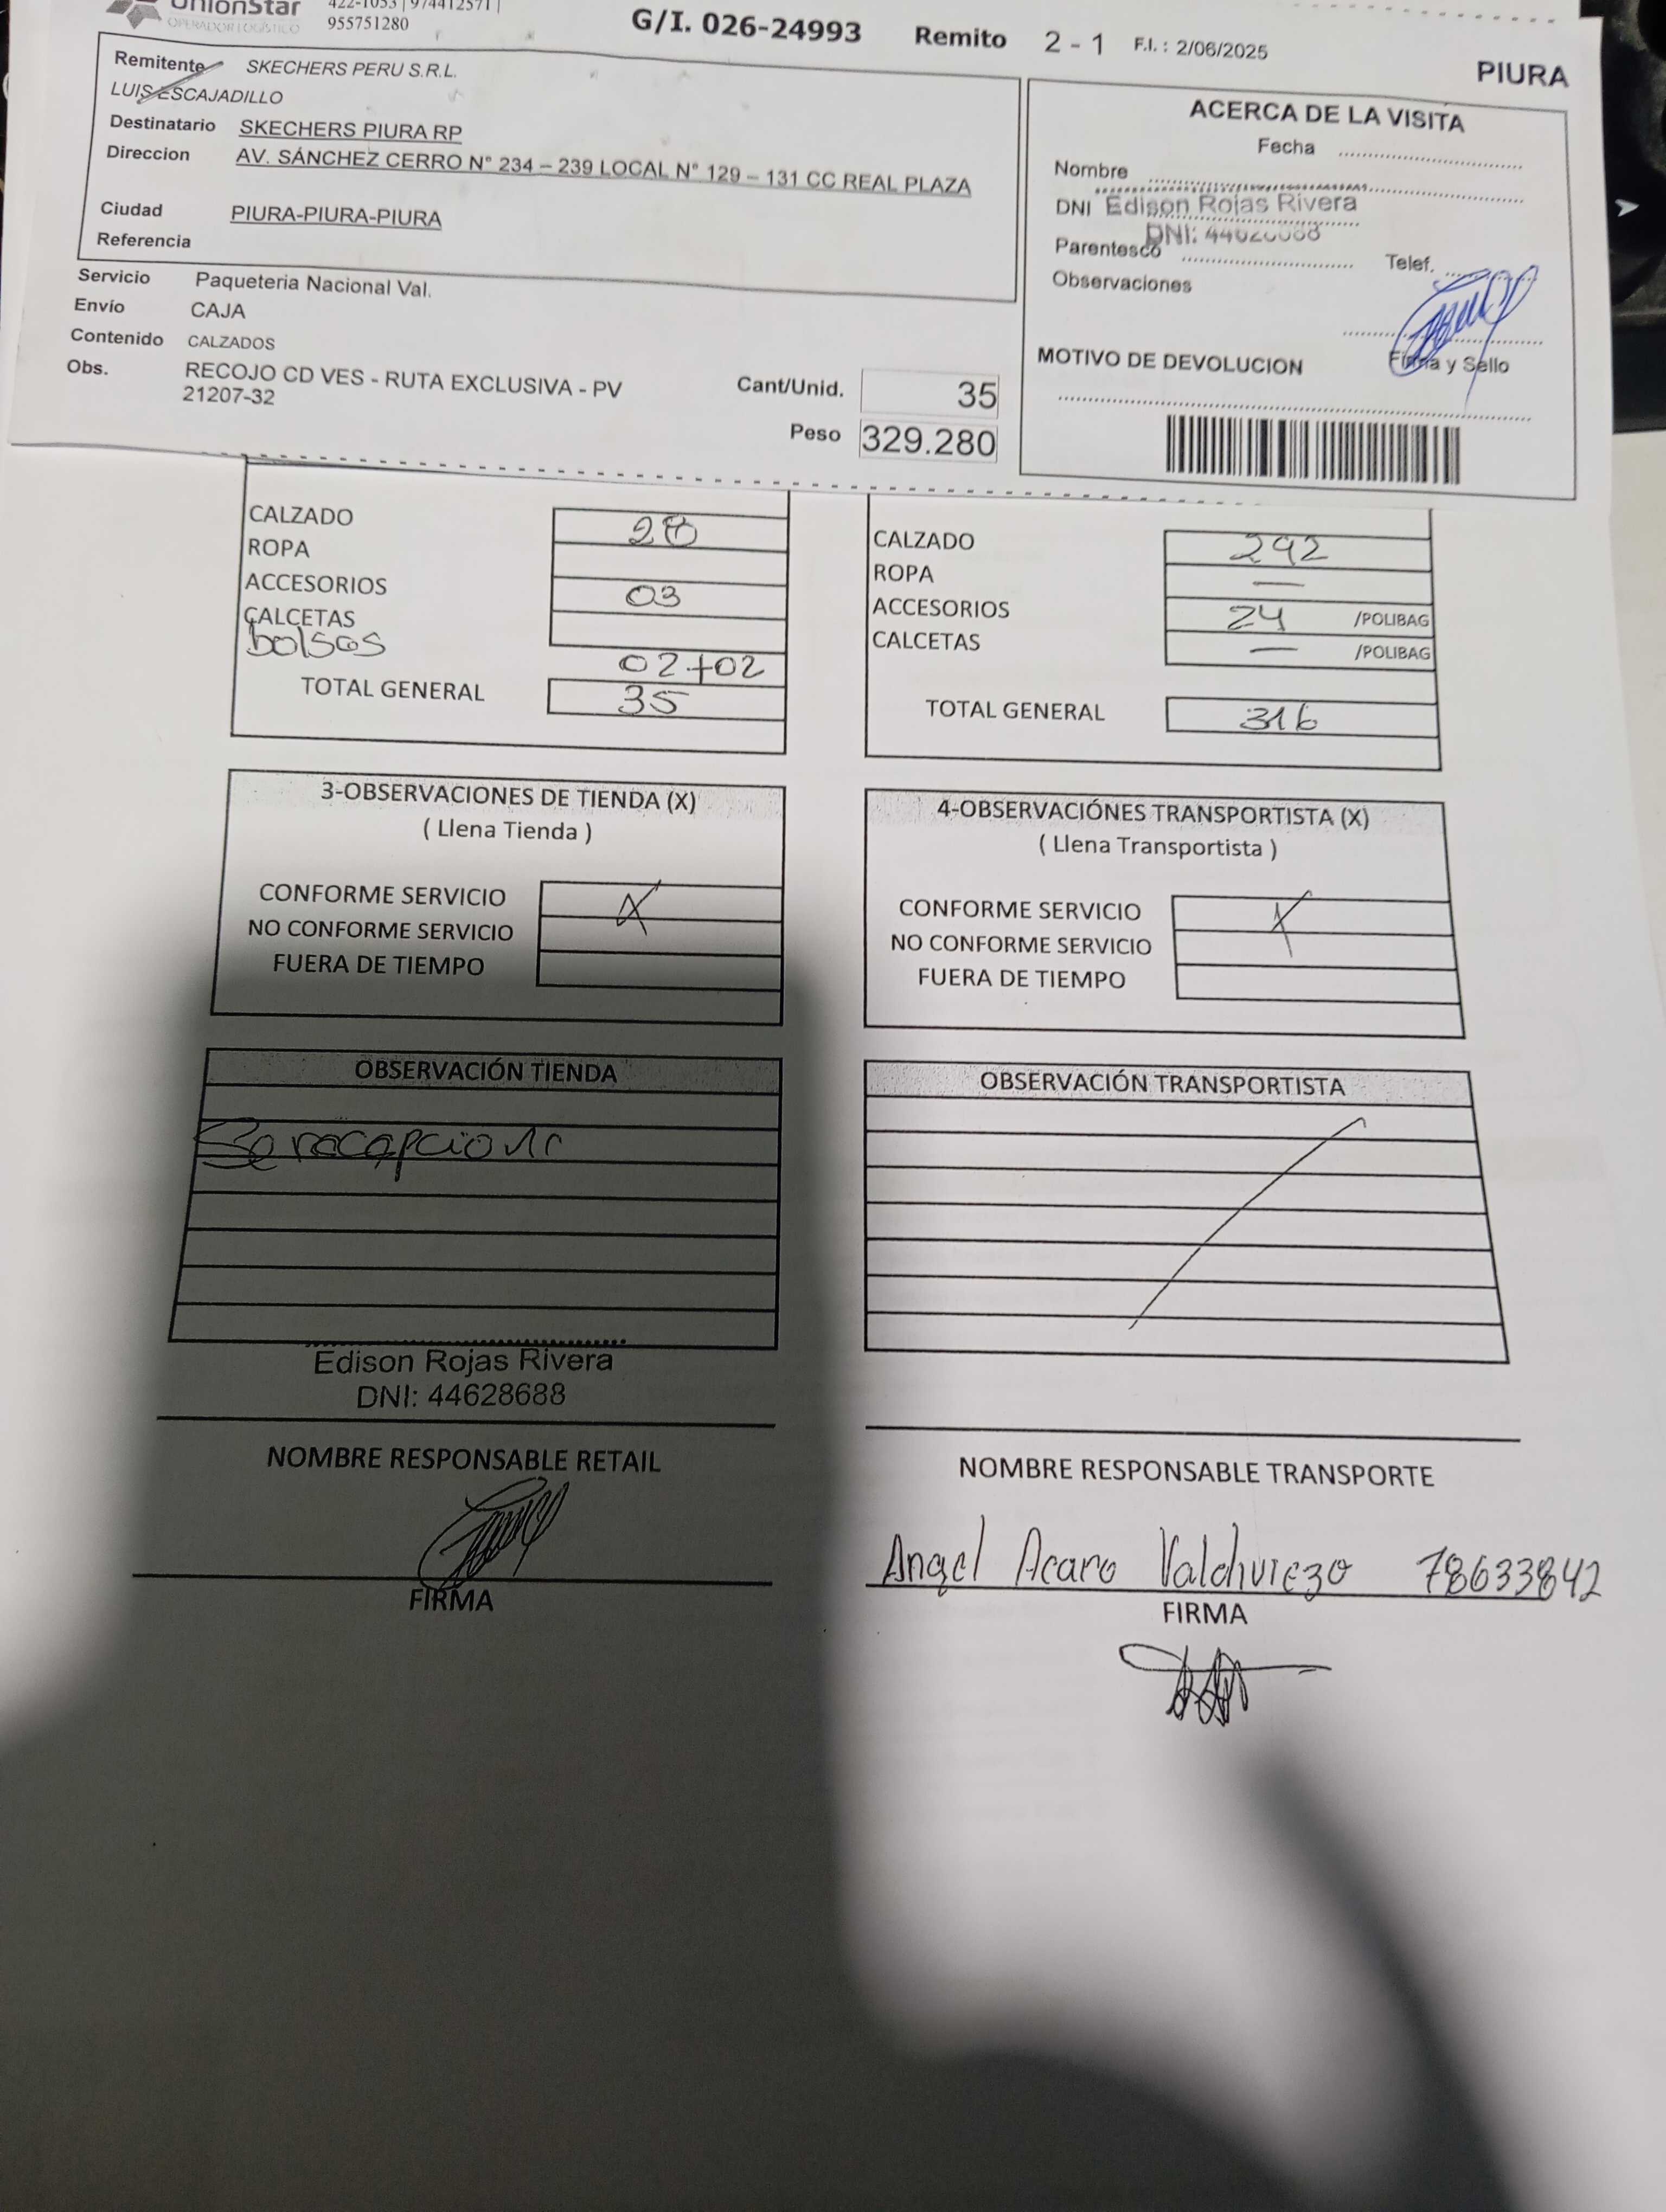 UnionStar
OPERADOR LOGÍSTICO
422-1053 | 974412571 |
955751280
G/I. 026-24993
Remito 2 - 1
F.I. : 2/06/2025
PIURA
Remitente SKECHERS PERU S.R.L.
LUIS ESCAJADILLO
Destinatario SKECHERS PIURA RP
Direccion AV. SÁNCHEZ CERRO N° 234 – 239 LOCAL N° 129 – 131 CC REAL PLAZA
Ciudad PIURA-PIURA-PIURA
Referencia
Servicio Paqueteria Nacional Val.
Envío CAJA
Contenido CALZADOS
Obs. RECOJO CD VES - RUTA EXCLUSIVA - PV
21207-32
Cant/Unid. 35
Peso 329.280
ACERCA DE LA VISITA
Fecha
Nombre
DNI Edison Rojas Rivera
DNI:
Parentesco
Telef.
Observaciones
Firma y Sello
MOTIVO DE DEVOLUCION
CALZADO 28
ROPA
ACCESORIOS 03
CALCETAS
bolsas 02+02
TOTAL GENERAL 35
CALZADO 292
ROPA —
ACCESORIOS 24 /POLIBAG
CALCETAS — /POLIBAG
TOTAL GENERAL 316
3-OBSERVACIONES DE TIENDA (X)
( Llena Tienda )
CONFORME SERVICIO X
NO CONFORME SERVICIO
FUERA DE TIEMPO
4-OBSERVACIÓNES TRANSPORTISTA (X)
( Llena Transportista )
CONFORME SERVICIO X
NO CONFORME SERVICIO
FUERA DE TIEMPO
OBSERVACIÓN TIENDA
Se
OBSERVACIÓN TRANSPORTISTA
Edison Rojas Rivera
DNI: 44628688
NOMBRE RESPONSABLE RETAIL
FIRMA
NOMBRE RESPONSABLE TRANSPORTE
Angel Acaro Valdiviezo 78633842
FIRMA